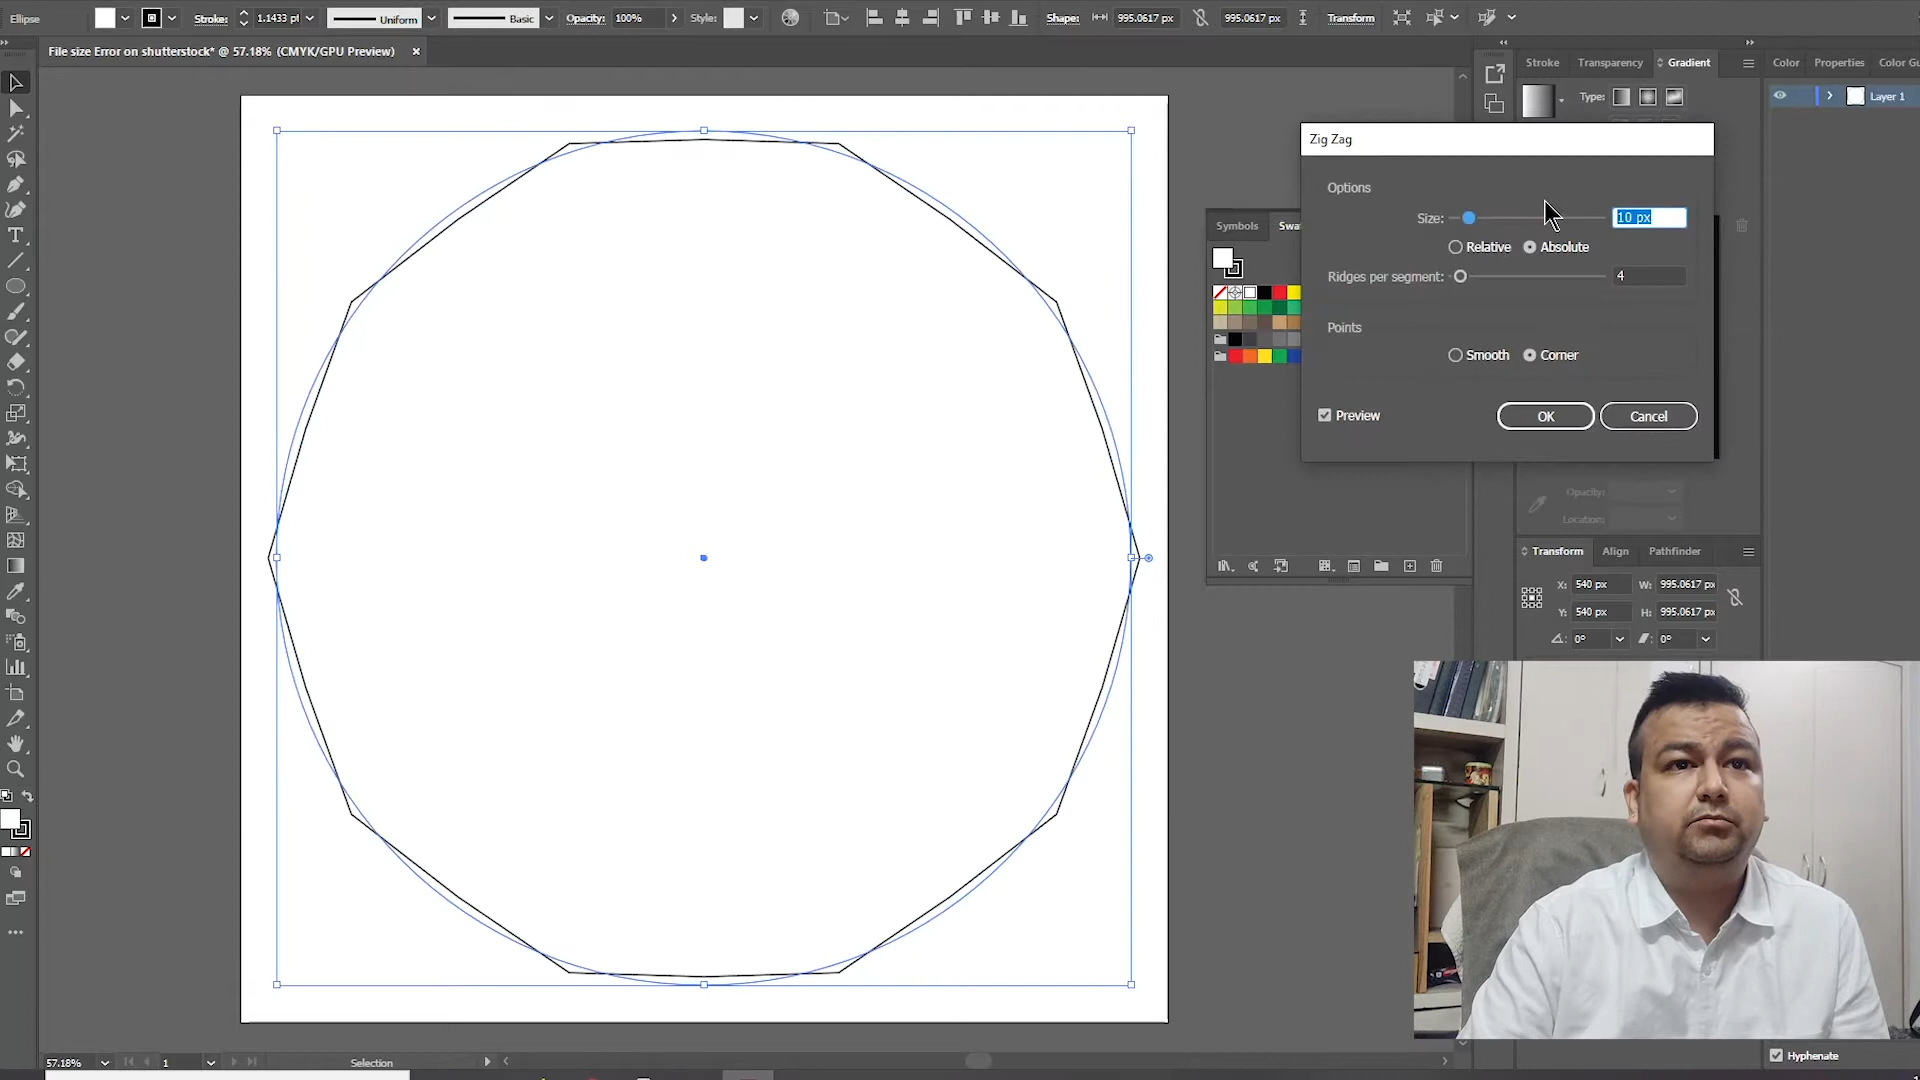 Ellipse
Stroke:
1.1433 pt
Uniform
Basic
Opacity:
100%
Style:
Shape:
995.0617 px
995.0617 px
Transform
File size Error on shutterstock* @ 57.18% (CMYK/GPU Preview)
Stroke
Transparency
Gradient
Color
Properties
Color Gu
Type:
Layer 1
Zig Zag
Options
Size:
10 px
Relative
Absolute
Ridges per segment:
4
Points
Smooth
Corner
Preview
OK
Cancel
Symbols
Swat
Opacity:
Location:
Transform
Align
Pathfinder
X:
540 px
W:
995.0617 px
Y:
540 px
H:
995.0617 px
0°
0°
57.18%
1
Selection
Hyphenate